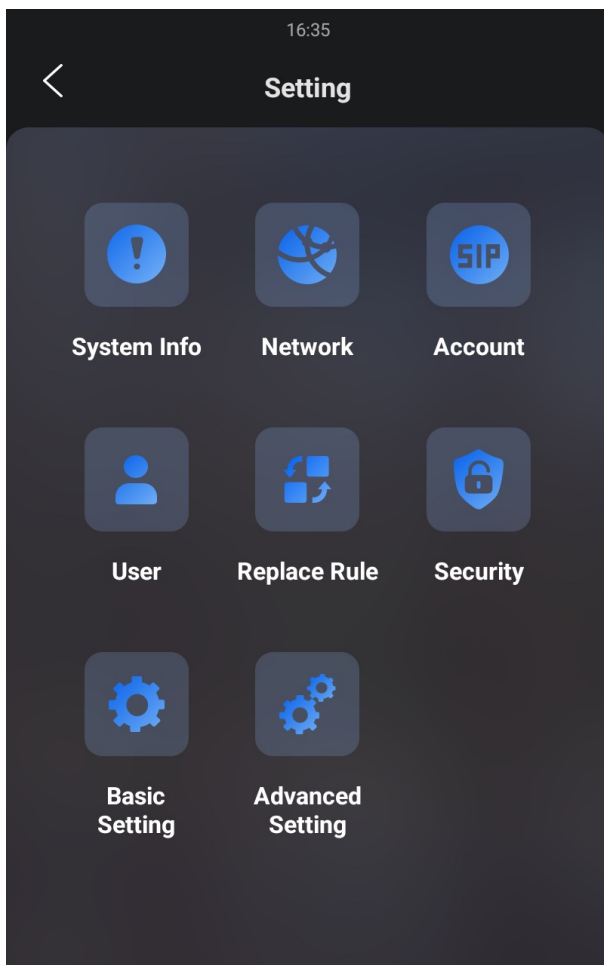 16:35
Setting
SIP
System Info
Network
Account
User
Replace Rule
Security
Basic
Setting
Advanced
Setting